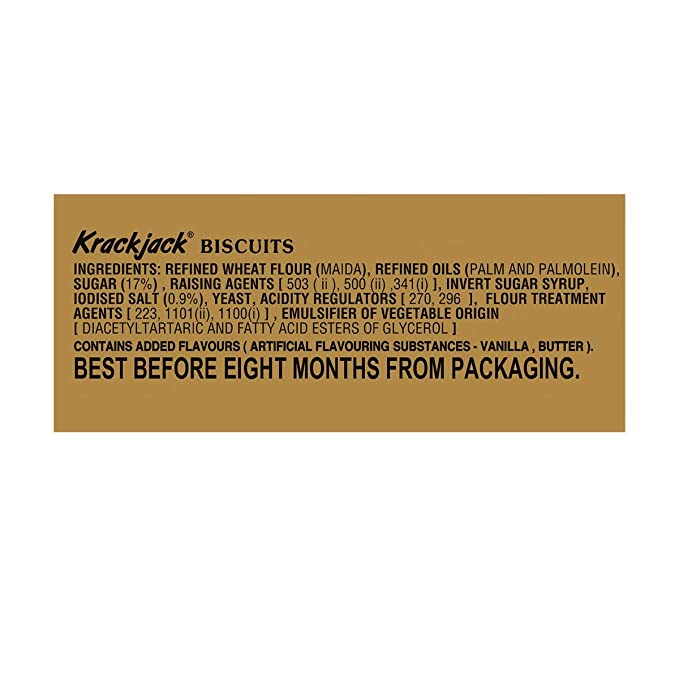 Krackjack® BISCUITS
INGREDIENTS: REFINED WHEAT FLOUR (MAIDA), REFINED OILS (PALM AND PALMOLEIN),
SUGAR (17%) , RAISING AGENTS [ 503 ( ii ), 500 (ii) ,341(i) ], INVERT SUGAR SYRUP,
IODISED SALT (0.9%), YEAST, ACIDITY REGULATORS [ 270, 296 ], FLOUR TREATMENT
AGENTS [ 223, 1101(ii), 1100(i) ] , EMULSIFIER OF VEGETABLE ORIGIN
[ DIACETYLTARTARIC AND FATTY ACID ESTERS OF GLYCEROL ]
CONTAINS ADDED FLAVOURS ( ARTIFICIAL FLAVOURING SUBSTANCES - VANILLA , BUTTER ).
BEST BEFORE EIGHT MONTHS FROM PACKAGING.